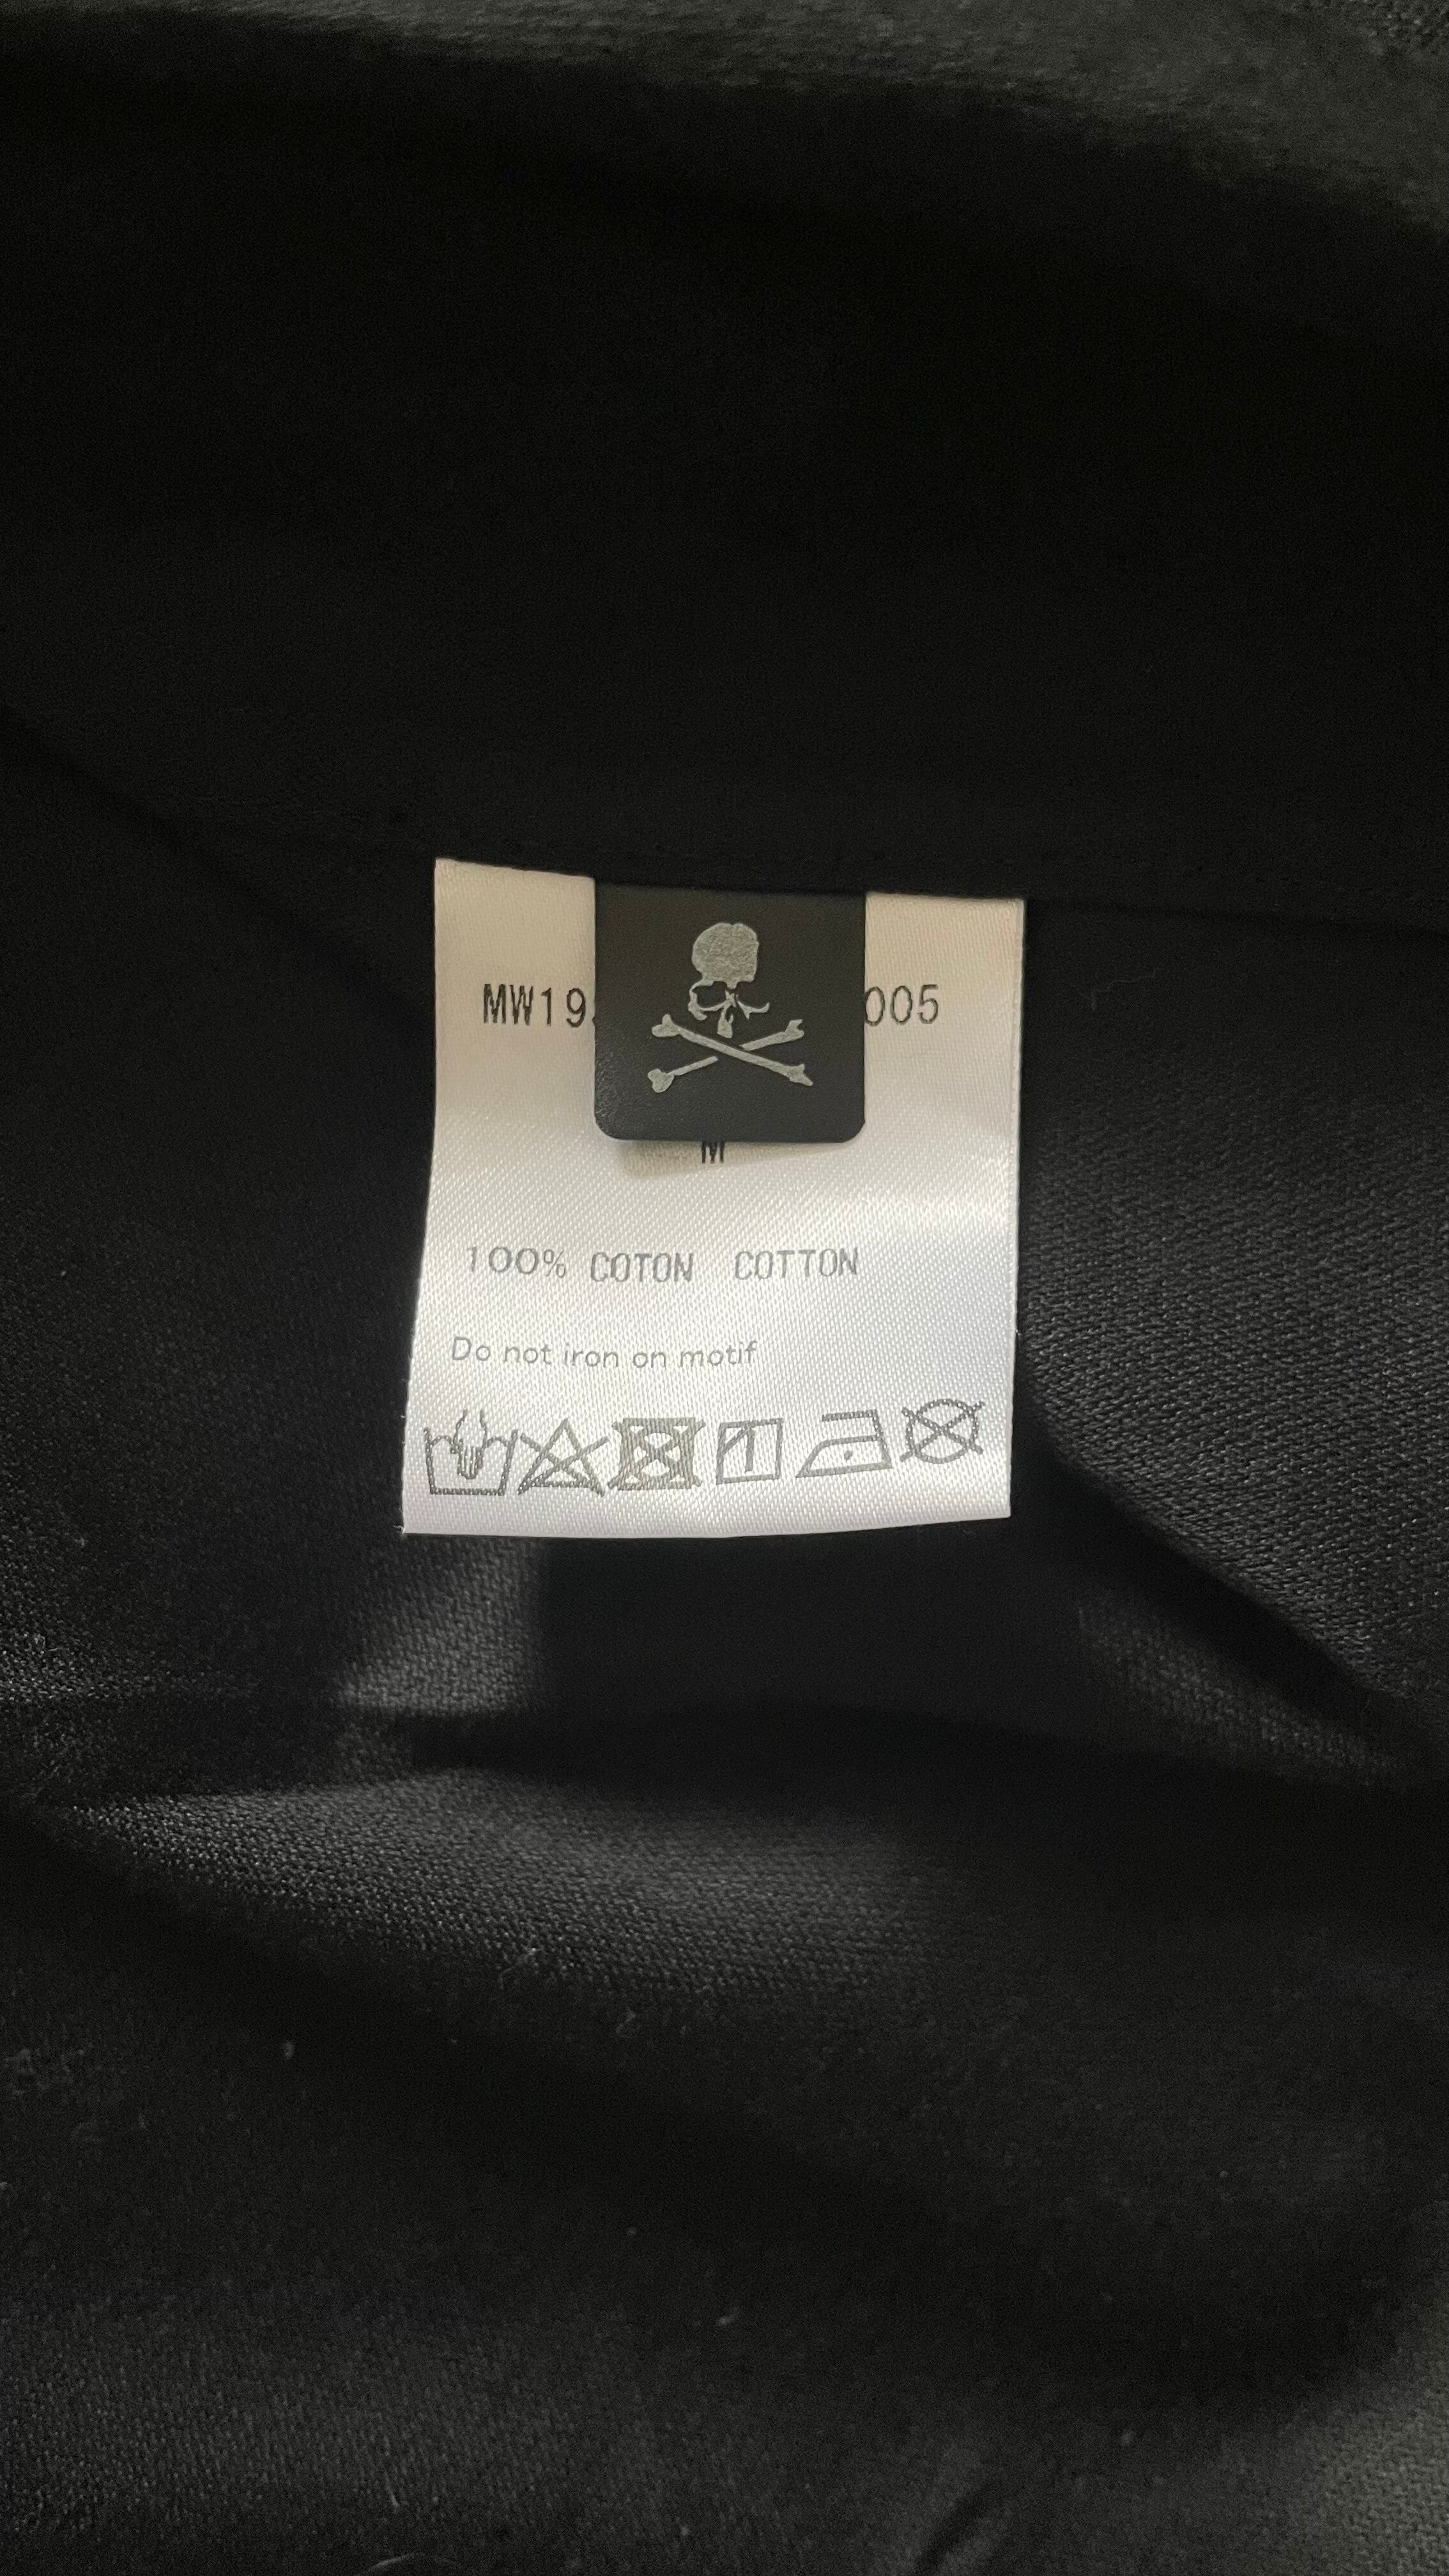 MW19 005
M
100% COTON COTTON
Do not iron on motif